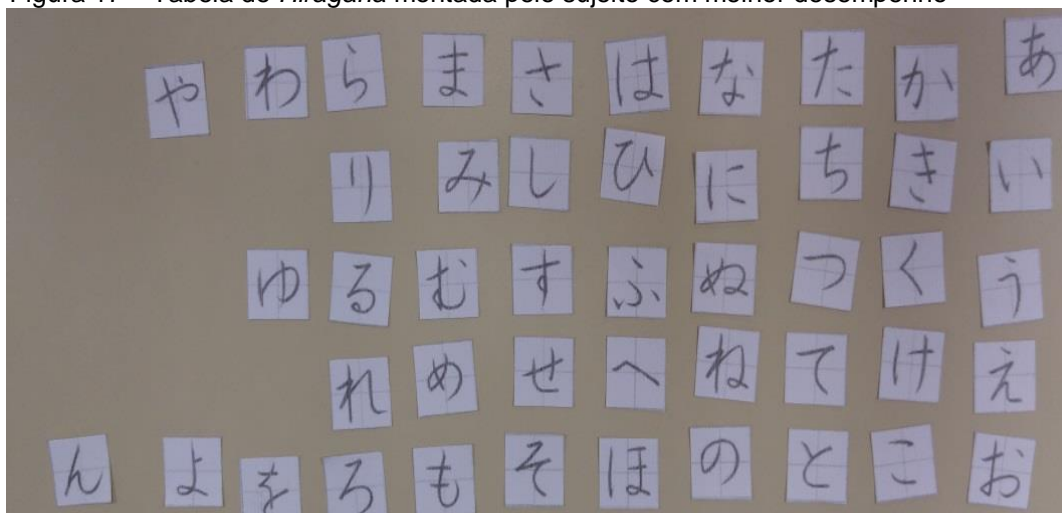 Figura Tabela de Hiragana montada pelo sujeito com melhor desempenho
あいうえお
かきくけこ
たちつてと
なにぬねの
はひふへほ
さしすせそ
まみむめも
らりるれろ
わゆを
やよ
ん